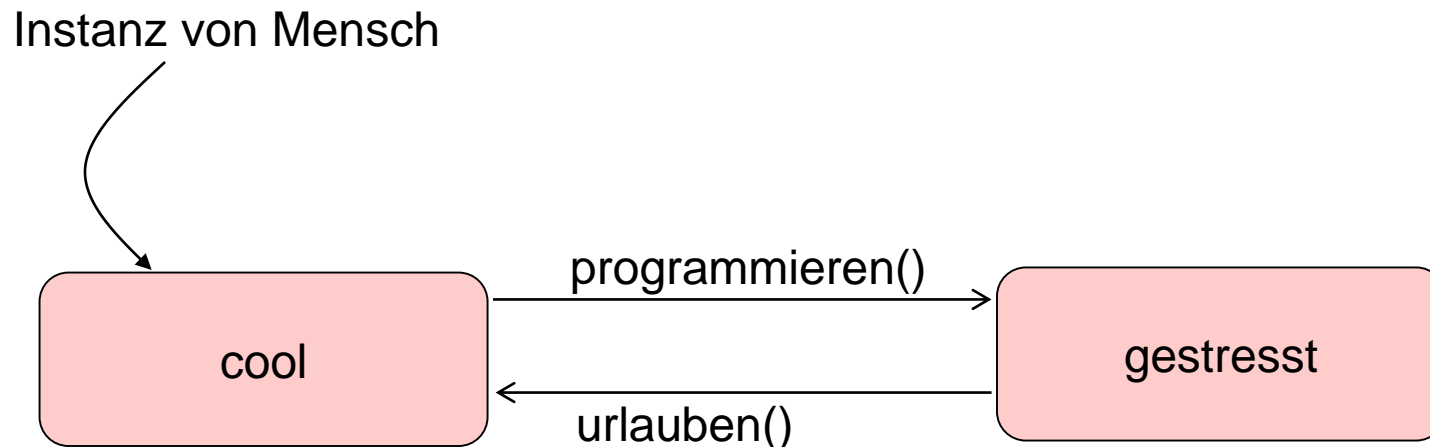 Instanz von Mensch
programmieren()
cool
gestresst
urlauben()